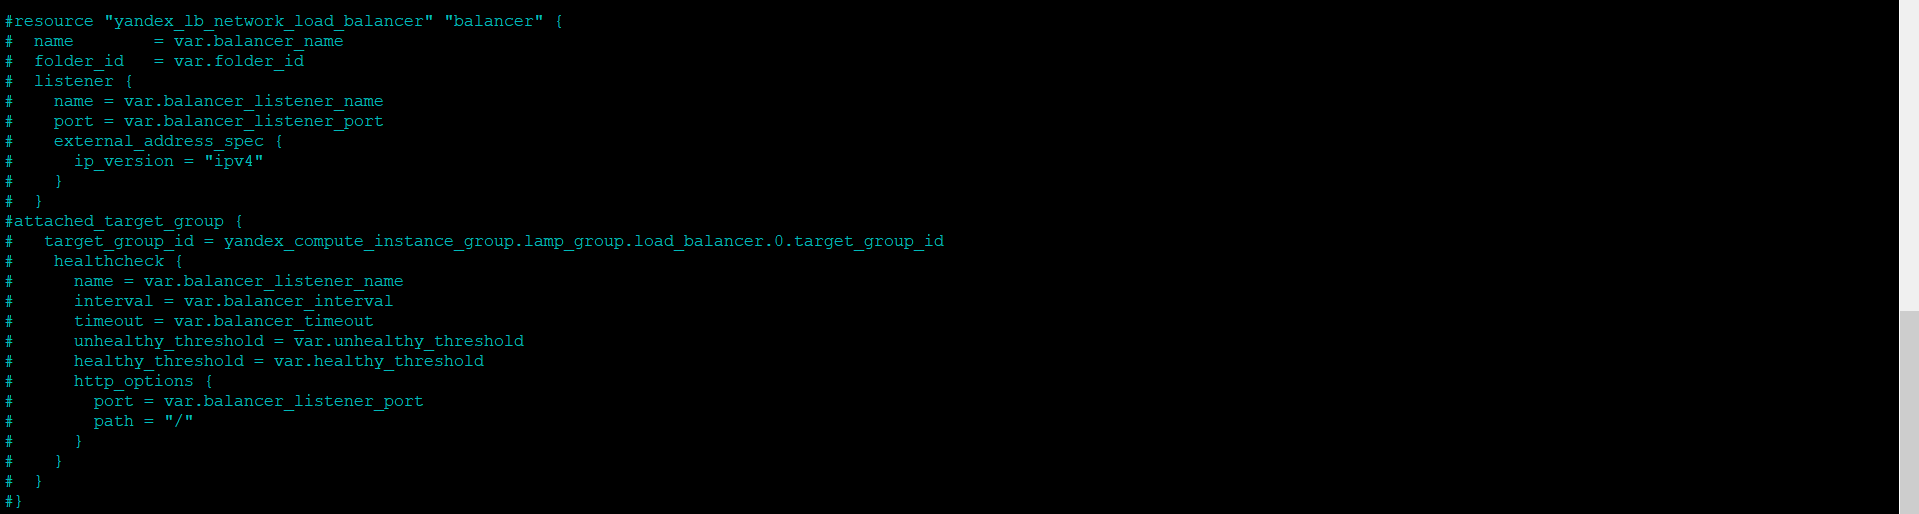 #resource "yandex_lb_network_load_balancer" "balancer" {
#  name        = var.balancer_name
#  folder_id   = var.folder_id
#  listener {
#    name = var.balancer_listener_name
#    port = var.balancer_listener_port
#    external_address_spec {
#      ip_version = "ipv4"
#    }
#  }
#attached_target_group {
#   target_group_id = yandex_compute_instance_group.lamp_group.load_balancer.0.target_group_id
#    healthcheck {
#      name = var.balancer_listener_name
#      interval = var.balancer_interval
#      timeout = var.balancer_timeout
#      unhealthy_threshold = var.unhealthy_threshold
#      healthy_threshold = var.healthy_threshold
#      http_options {
#        port = var.balancer_listener_port
#        path = "/"
#      }
#    }
#  }
#}